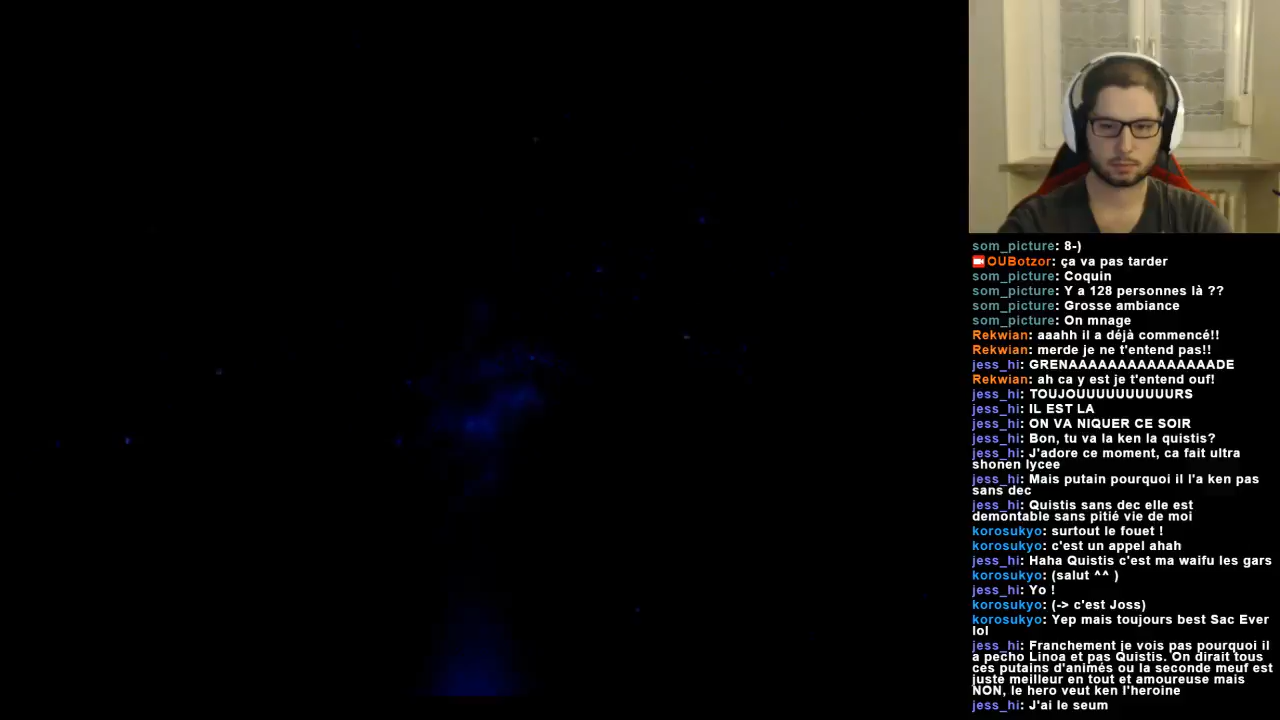 som_picture: 8-)
OUBotzor: ça va pas tarder
som_picture: Coquin
som_picture: Y a 128 personnes là ??
som_picture: Grosse ambiance
som_picture: On mnage
Rekwian: aaahh il a déjà commencé!!
Rekwian: merde je ne t'entend pas!!
jess_hi: GRENAAAAAAAAAAAAAAADE
Rekwian: ah ca y est je t'entend ouf!
jess_hi: TOUJOUUUUUUUUUURS
jess_hi: IL EST LA
jess_hi: ON VA NIQUER CE SOIR
jess_hi: Bon, tu va la ken la quistis?
jess_hi: J'adore ce moment, ca fait ultra
shonen lycee
jess_hi: Mais putain pourquoi il l'a ken pas
sans dec
jess_hi: Quistis sans dec elle est
demontable sans pitié vie de moi
korosukyo: surtout le fouet !
korosukyo: c'est un appel ahah
jess_hi: Haha Quistis c'est ma waifu les gars
korosukyo: (salut ^^ )
jess_hi: Yo !
korosukyo: (-> c'est Joss)
korosukyo: Yep mais toujours best Sac Ever
lol
jess_hi: Franchement je vois pas pourquoi il
a pecho Linoa et pas Quistis. On dirait tous
ces putains d'animés ou la seconde meuf est
juste meilleur en tout et amoureuse mais
NON, le hero veut ken l'heroine
jess_hi: J'ai le seum